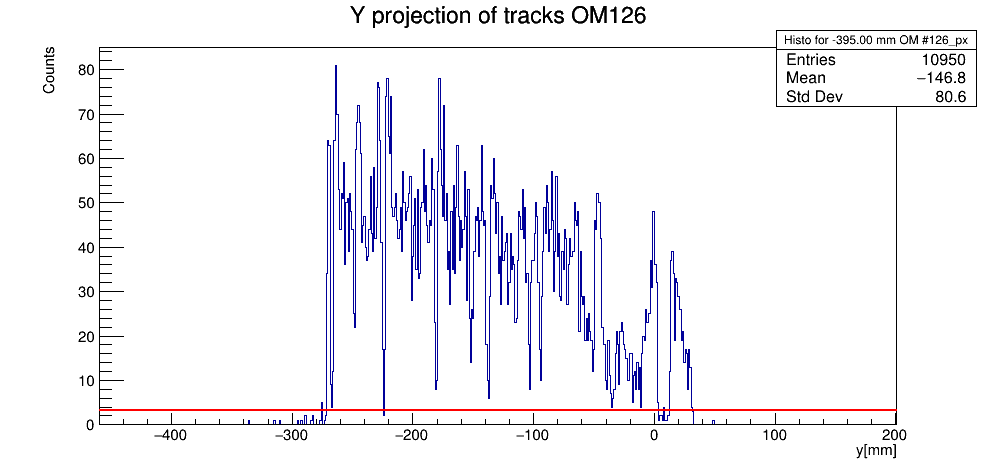 Y projection of tracks OM126
Histo for -395.00 mm OM #126_px
Entries 10950
Mean −146.8
Std Dev 80.6
Counts
80
70
60
50
40
30
20
10
0
−400 −300 −200 −100 0 100 200
y[mm]